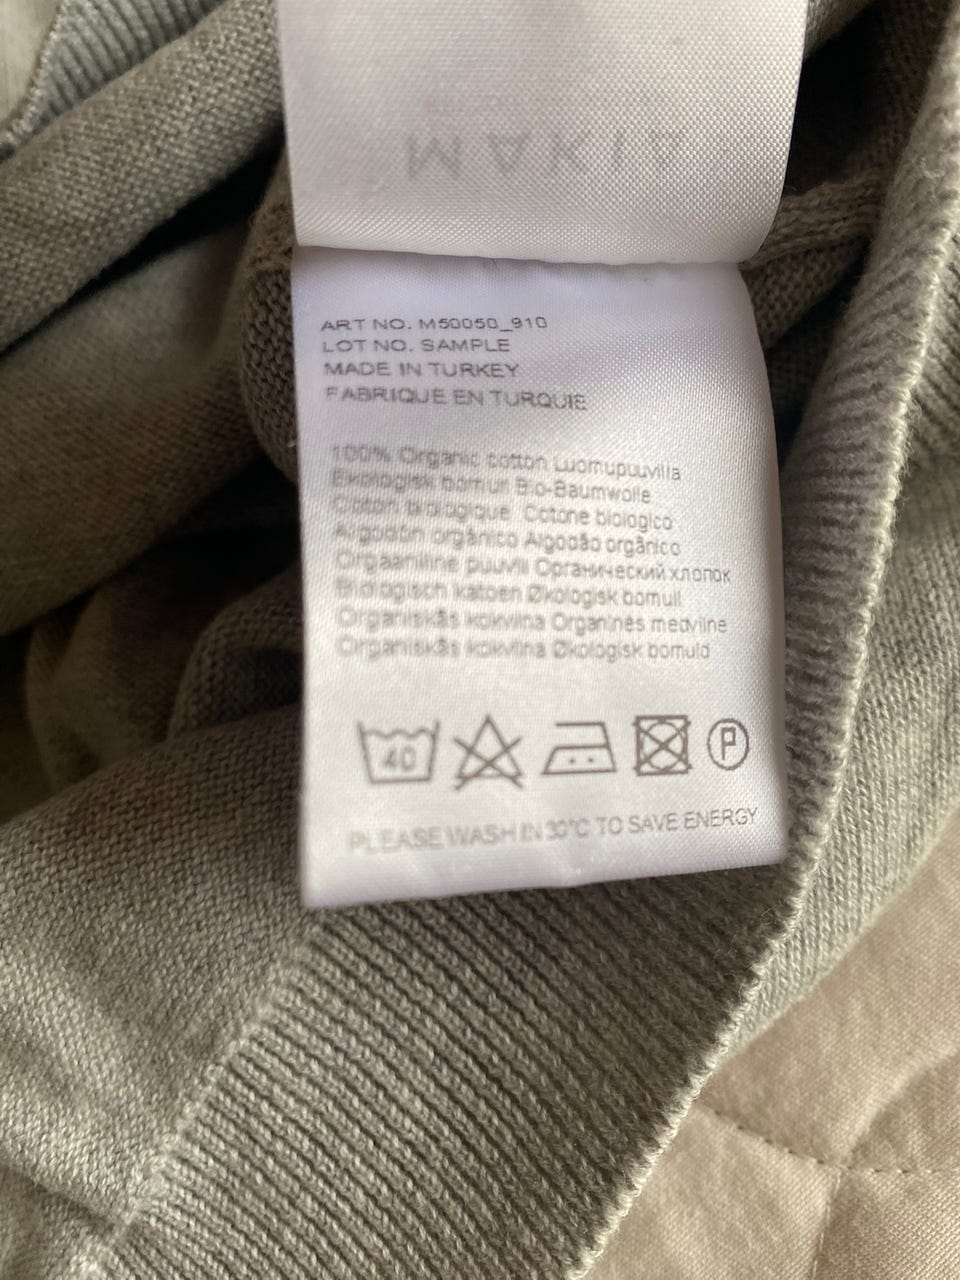 MAKIA
ART NO. M50050_910
LOT NO. SAMPLE
MADE IN TURKEY
FABRIQUE EN TURQUIE
100% Organic cotton Luomupuuvilla
Ekologisk bomull Bio-Baumwolle
Coton biologique Cotone biologico
Algodón orgânico Algodão orgânico
Orgaaniline puuvill Органический хлопок
Biologisch katoen Økologisk bomull
Organiskās kokvilna Organinės medvilnė
Organiskās kokvilna Økologisk bomuld
40
P
PLEASE WASH IN 30°C TO SAVE ENERGY